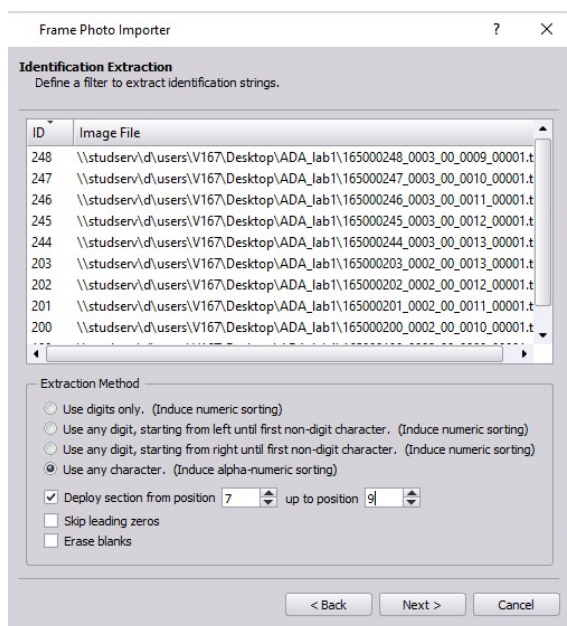 Frame Photo Importer ? ×
Identification Extraction
Define a filter to extract identification strings.
ID Image File
248 \\studserv\d\users\V167\Desktop\ADA_lab1\165000248_0003_00_0009_00001.t
247 \\studserv\d\users\V167\Desktop\ADA_lab1\165000247_0003_00_0010_00001.t
246 \\studserv\d\users\V167\Desktop\ADA_lab1\165000246_0003_00_0011_00001.t
245 \\studserv\d\users\V167\Desktop\ADA_lab1\165000245_0003_00_0012_00001.t
244 \\studserv\d\users\V167\Desktop\ADA_lab1\165000244_0003_00_0013_00001.t
203 \\studserv\d\users\V167\Desktop\ADA_lab1\165000203_0002_00_0013_00001.t
202 \\studserv\d\users\V167\Desktop\ADA_lab1\165000202_0002_00_0012_00001.t
201 \\studserv\d\users\V167\Desktop\ADA_lab1\165000201_0002_00_0011_00001.t
200 \\studserv\d\users\V167\Desktop\ADA_lab1\165000200_0002_00_0010_00001.t
Extraction Method
Use digits only. (Induce numeric sorting)
Use any digit, starting from left until first non-digit character. (Induce numeric sorting)
Use any digit, starting from right until first non-digit character. (Induce numeric sorting)
Use any character. (Induce alpha-numeric sorting)
Deploy section from position 7 up to position 9
Skip leading zeros
Erase blanks
< Back Next > Cancel